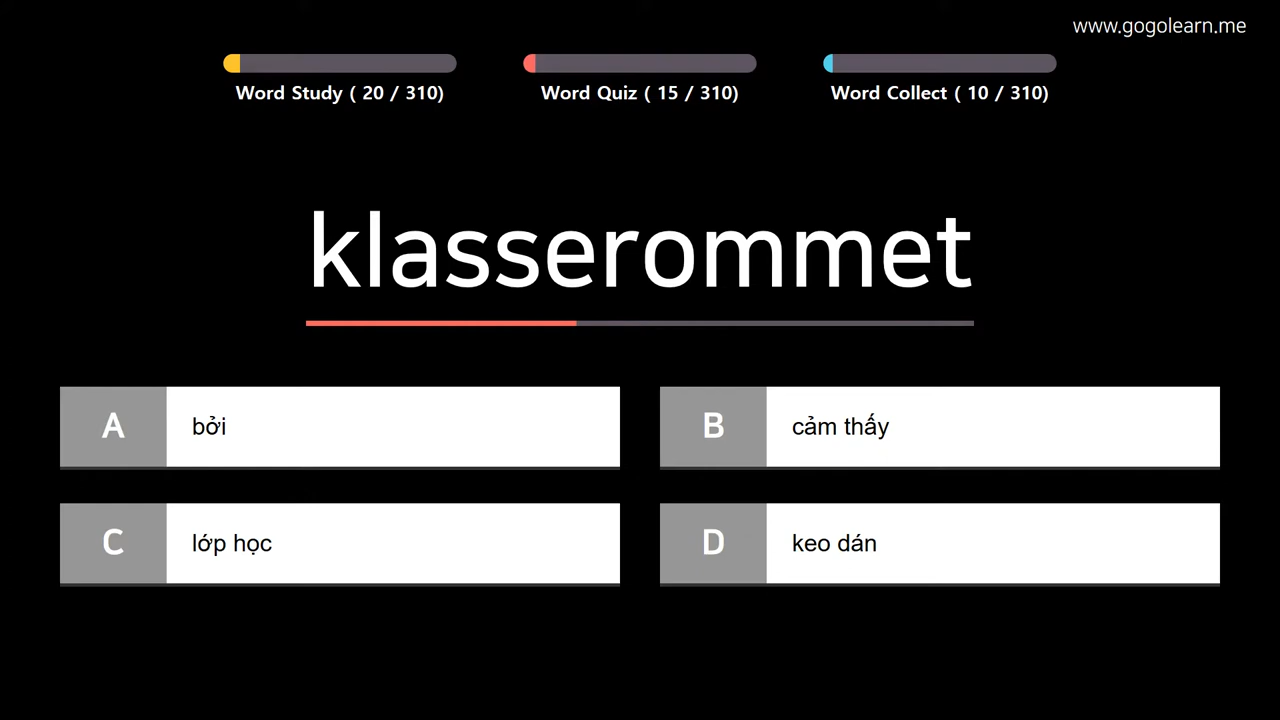 www.gogolearn.me
Word Study ( 20 / 310)
Word Quiz ( 15 / 310)
Word Collect ( 10 / 310)
klasserommet
A bởi
B cảm thấy
C lớp học
D keo dán